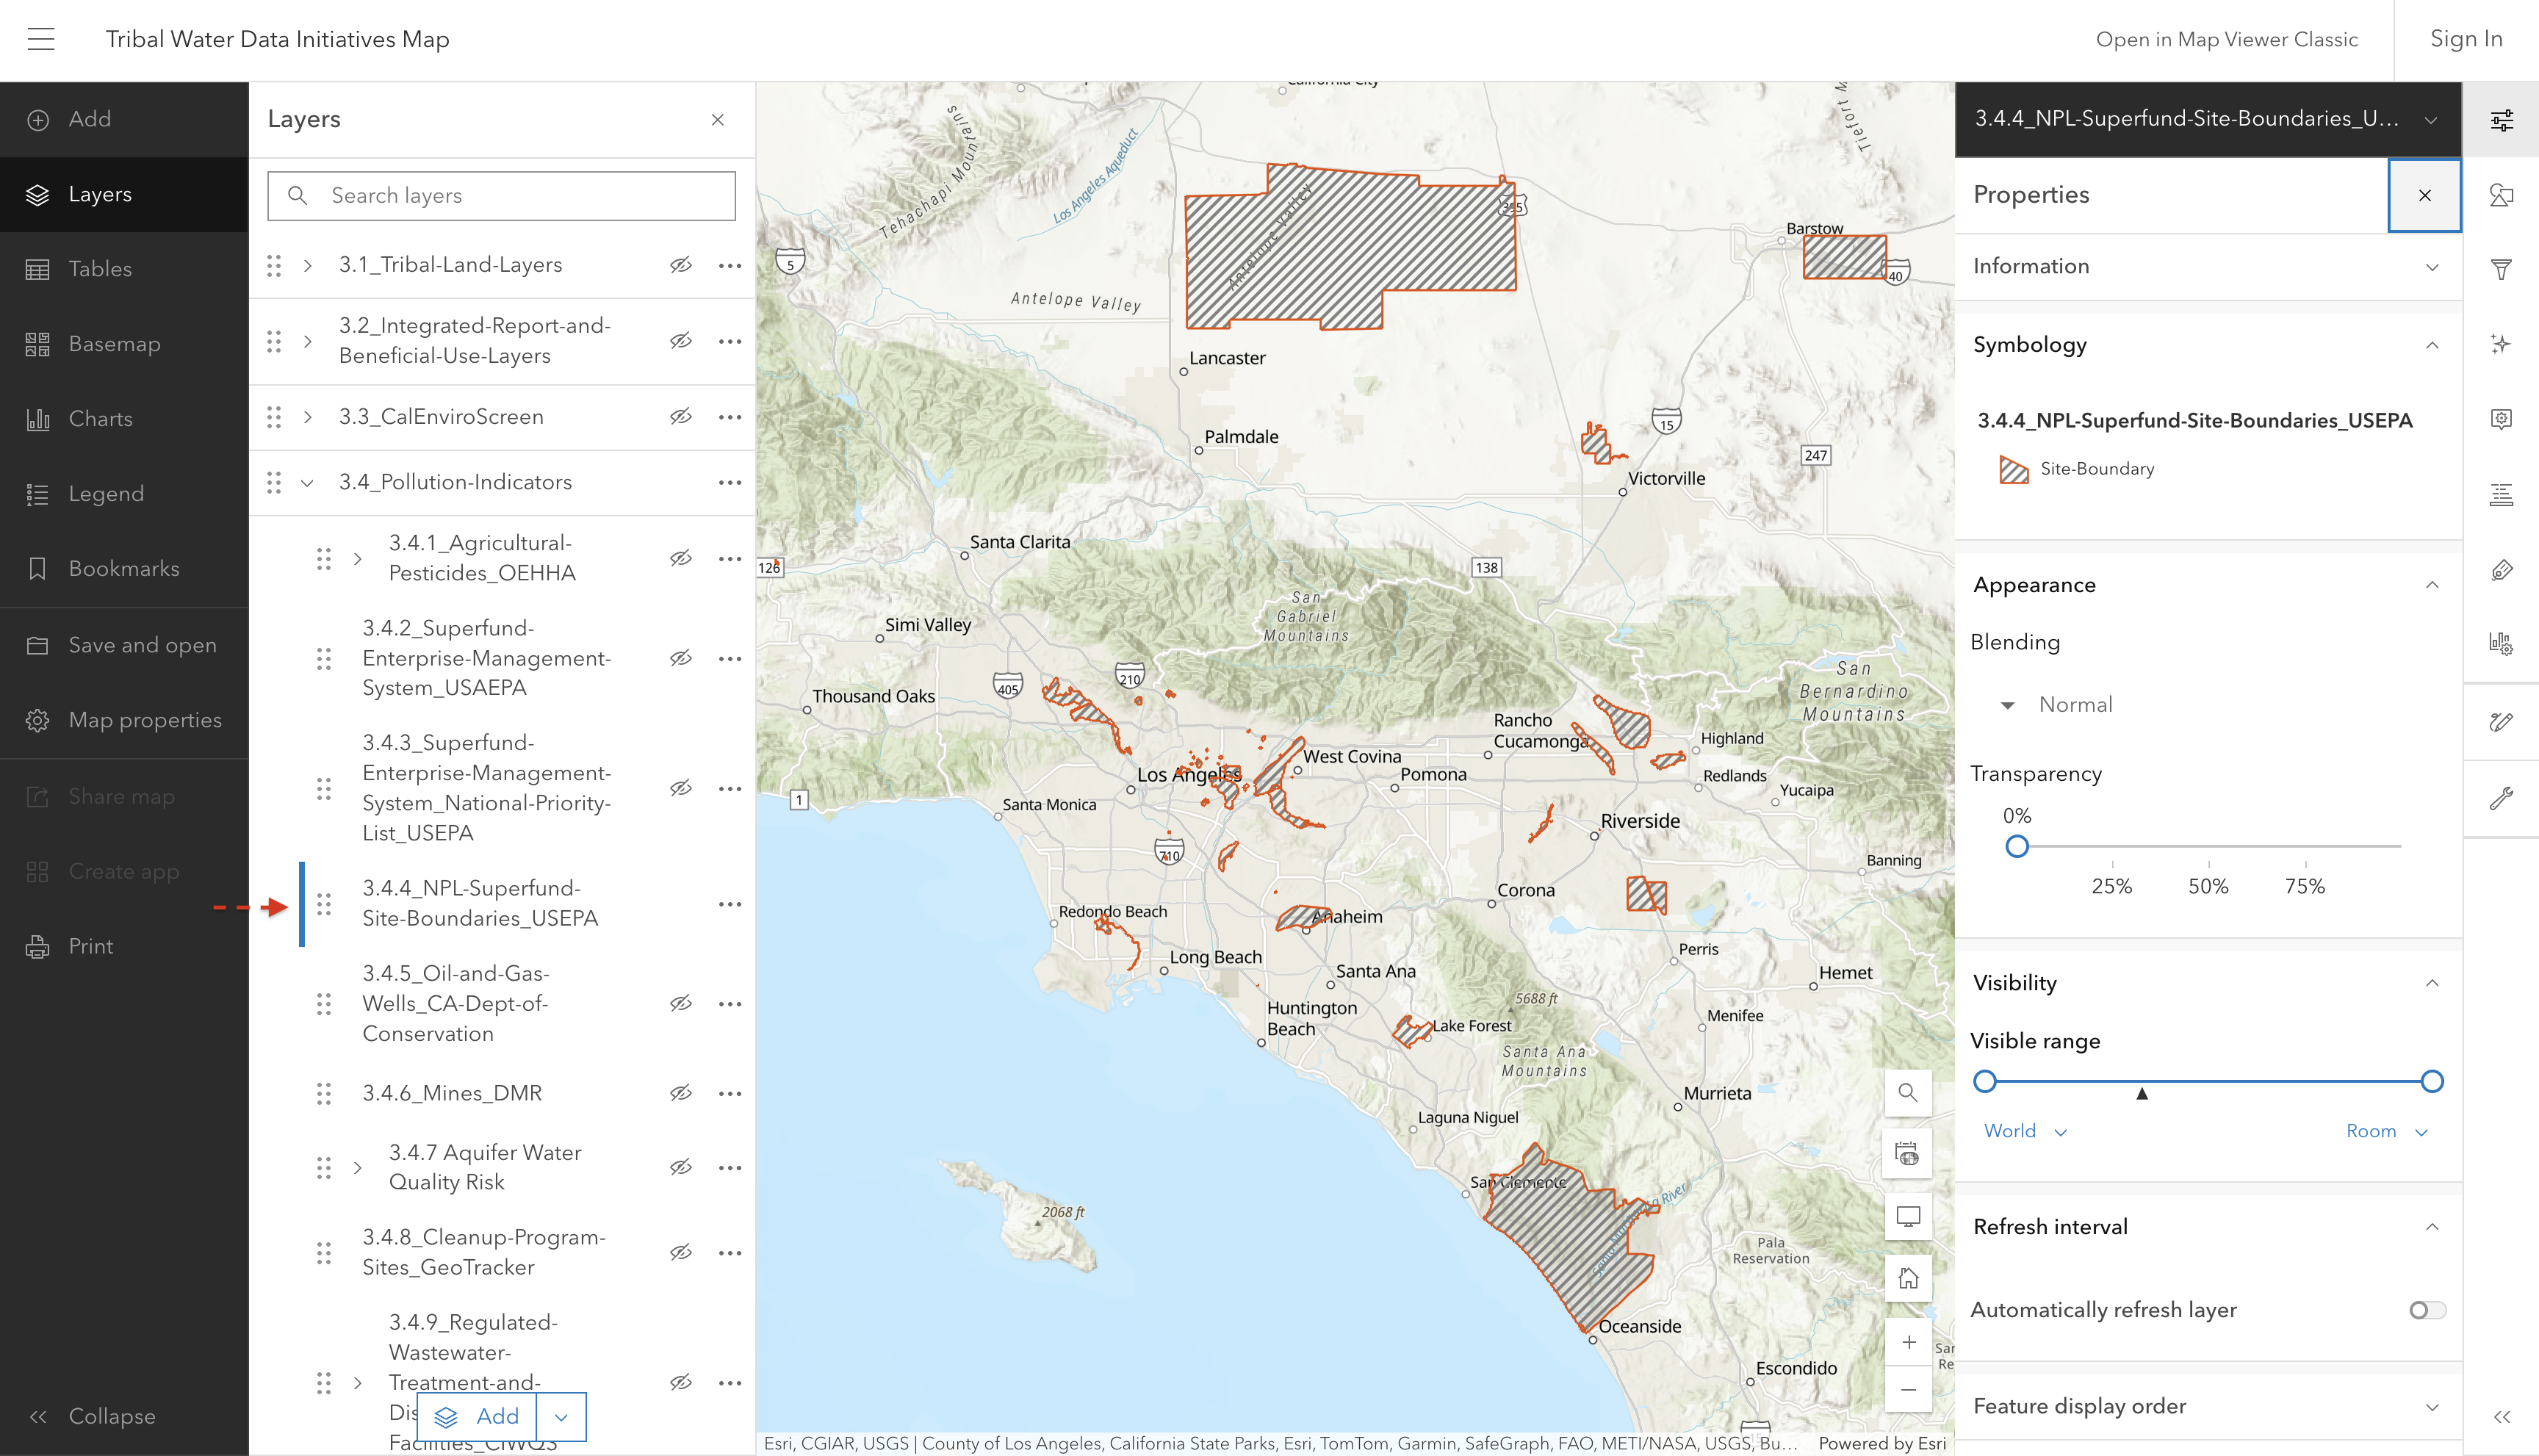 Tribal Water Data Initiatives Map
Open in Map Viewer Classic
Sign In
Add
Layers
Tables
Basemap
Charts
Legend
Bookmarks
Save and open
Map properties
Share map
Create app
Print
Collapse
Layers
Search layers
3.1_Tribal-Land-Layers
3.2_Integrated-Report-and-
Beneficial-Use-Layers
3.3_CalEnviroScreen
3.4_Pollution-Indicators
3.4.1_Agricultural-
Pesticides_OEHHA
3.4.2_Superfund-
Enterprise-Management-
System_USAEPA
3.4.3_Superfund-
Enterprise-Management-
System_National-Priority-
List_USEPA
3.4.4_NPL-Superfund-
Site-Boundaries_USEPA
3.4.5_Oil-and-Gas-
Wells_CA-Dept-of-
Conservation
3.4.6_Mines_DMR
3.4.7 Aquifer Water
Quality Risk
3.4.8_Cleanup-Program-
Sites_GeoTracker
3.4.9_Regulated-
Wastewater-
Treatment-and-
Dis
Facilities_CIWQS
Add
California City
Tehachapi Mountains
Los Angeles Aqueduct
Tiefort
5
Antelope Valley
Antelope Valley
395
Barstow
40
Lancaster
Palmdale
15
247
Victorville
Santa Clarita
126
138
San
Gabriel
Mountains
Simi Valley
405
210
Thousand Oaks
San
Bernardino
Mountains
Rancho
Cucamonga
Highland
West Covina
Los Angeles
Pomona
Redlands
Yucaipa
1
Santa Monica
Riverside
710
Banning
Corona
Redondo Beach
Anaheim
Long Beach
Santa Ana
Perris
Hemet
5688 ft
Huntington
Beach
Lake Forest
Menifee
Santa Ana
Mountains
Murrieta
Laguna Niguel
San Clemente
2068 ft
Pala
Reservation
Oceanside
Escondido
15
Esri, CGIAR, USGS | County of Los Angeles, California State Parks, Esri, TomTom, Garmin, SafeGraph, FAO, METI/NASA, USGS, Bu...
Powered by Esri
3.4.4_NPL-Superfund-Site-Boundaries_U...
Properties
Information
Symbology
3.4.4_NPL-Superfund-Site-Boundaries_USEPA
Site-Boundary
Appearance
Blending
Normal
Transparency
0%
25%
50%
75%
Visibility
Visible range
World
Room
Refresh interval
Automatically refresh layer
Feature display order